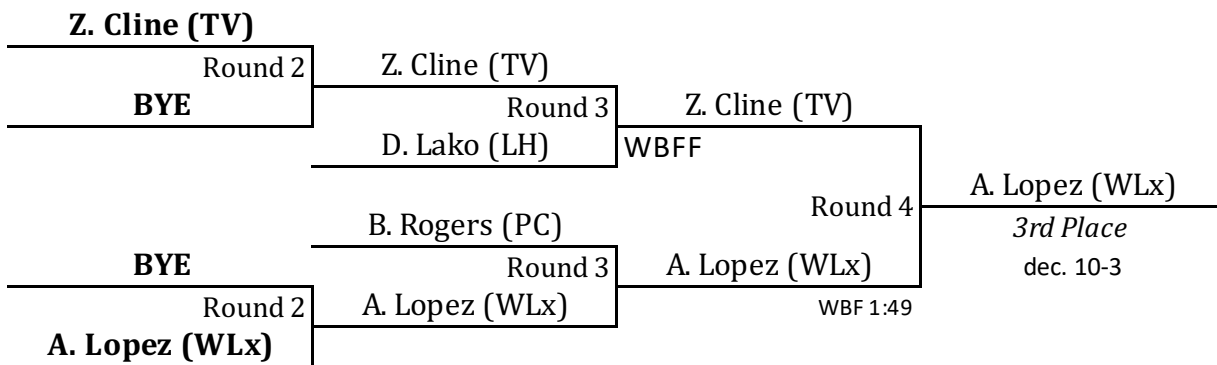 Z. Cline (TV)
Round 2
BYE
Z. Cline (TV)
Round 3
D. Lako (LH)
Z. Cline (TV)
WBFF
Round 4
A. Lopez (WLx)
3rd Place
dec. 10-3
B. Rogers (PC)
Round 3
A. Lopez (WLx)
A. Lopez (WLx)
WBF 1:49
BYE
Round 2
A. Lopez (WLx)